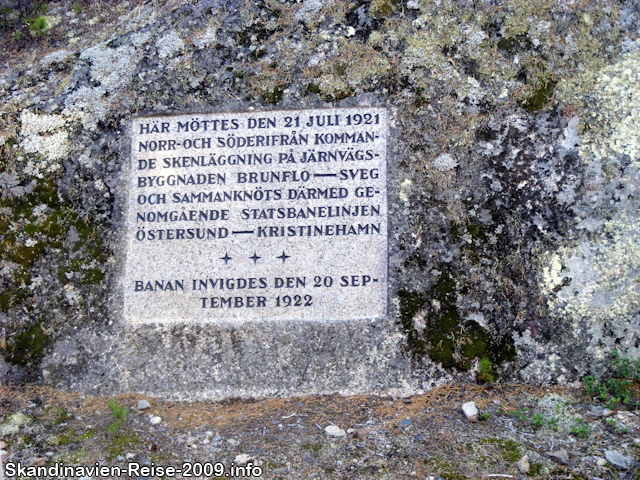 HÄR MÖTTES DEN 21 JULI 1921
NORR-OCH SÖDERIFRÅN KOMMAN-
DE SKENLÄGGNING PÅ JÄRNVÄGS-
BYGGNADEN BRUNFLO—SVEG
OCH SAMMANKNÖTS DÄRMED GE-
NOMGÅENDE STATSBANELINJEN
ÖSTERSUND—KRISTINEHAMN
BANAN INVIGDES DEN 20 SEP-
TEMBER 1922
Skandinavien-Reise-2009.info